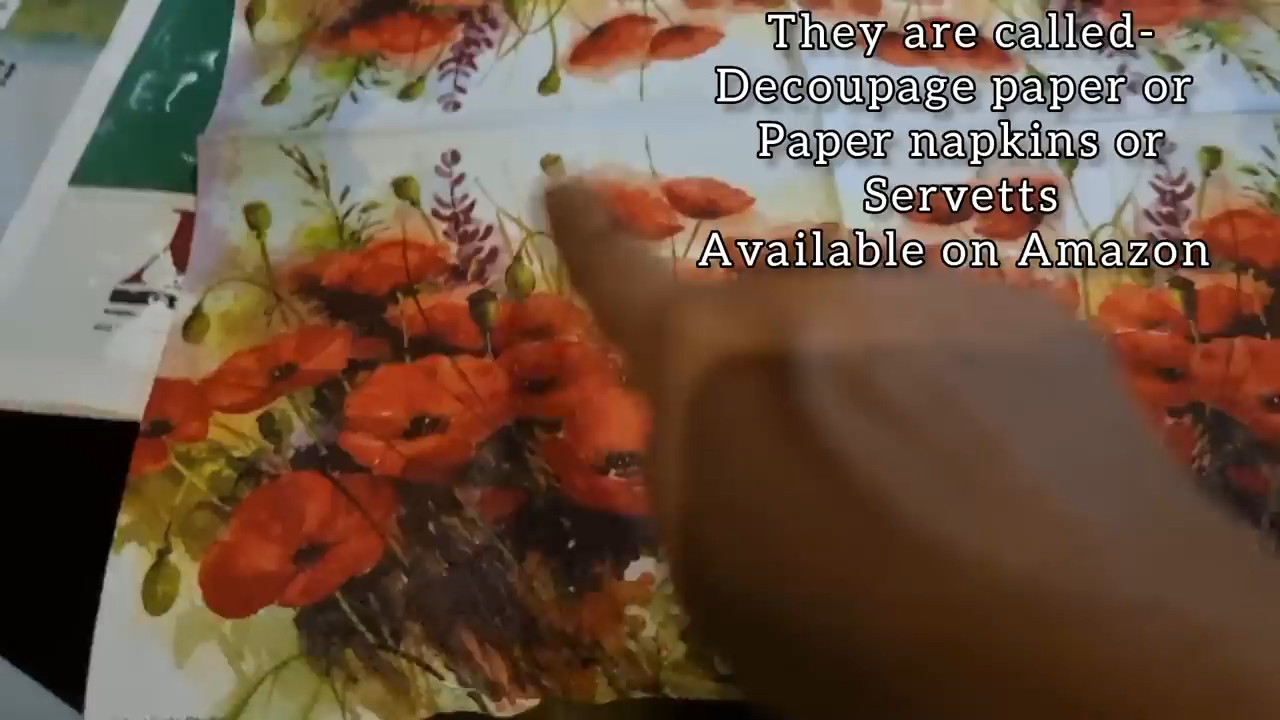 They are called-
Decoupage paper or
Paper napkins or
Servetts
Available on Amazon